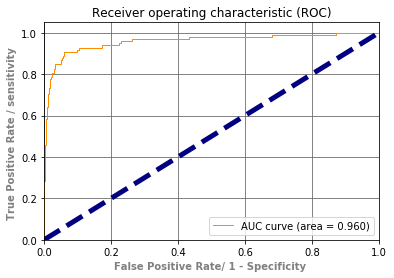 Receiver operating characteristic (ROC)
True Positive Rate / sensitivity
1.0
0.8
0.6
0.4
0.2
0.0
0.0 0.2 0.4 0.6 0.8 1.0
AUC curve (area = 0.960)
False Positive Rate/ 1 - Specificity